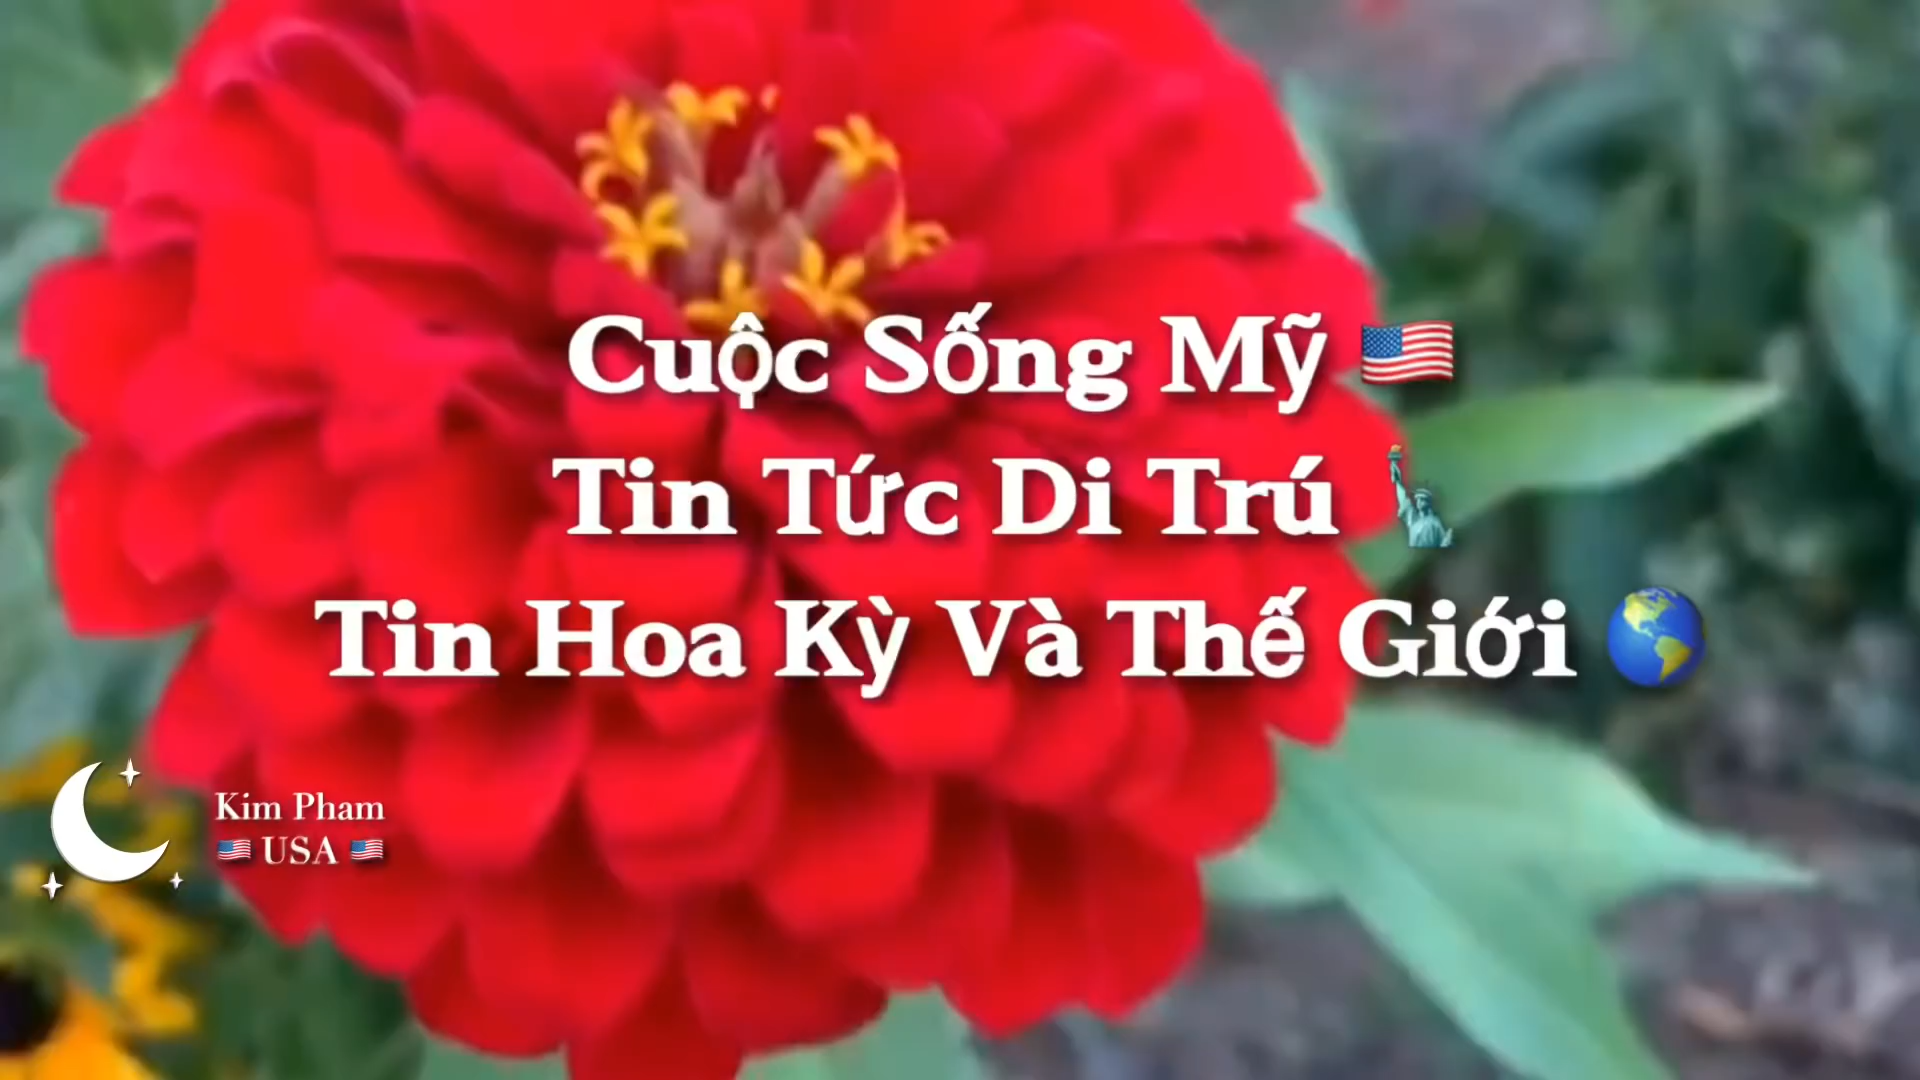 Cuộc Sống Mỹ 🇺🇸
Tin Tức Di Trú 🗽
Tin Hoa Kỳ Và Thế Giới 🌎
Kim Pham
🇺🇸 USA 🇺🇸